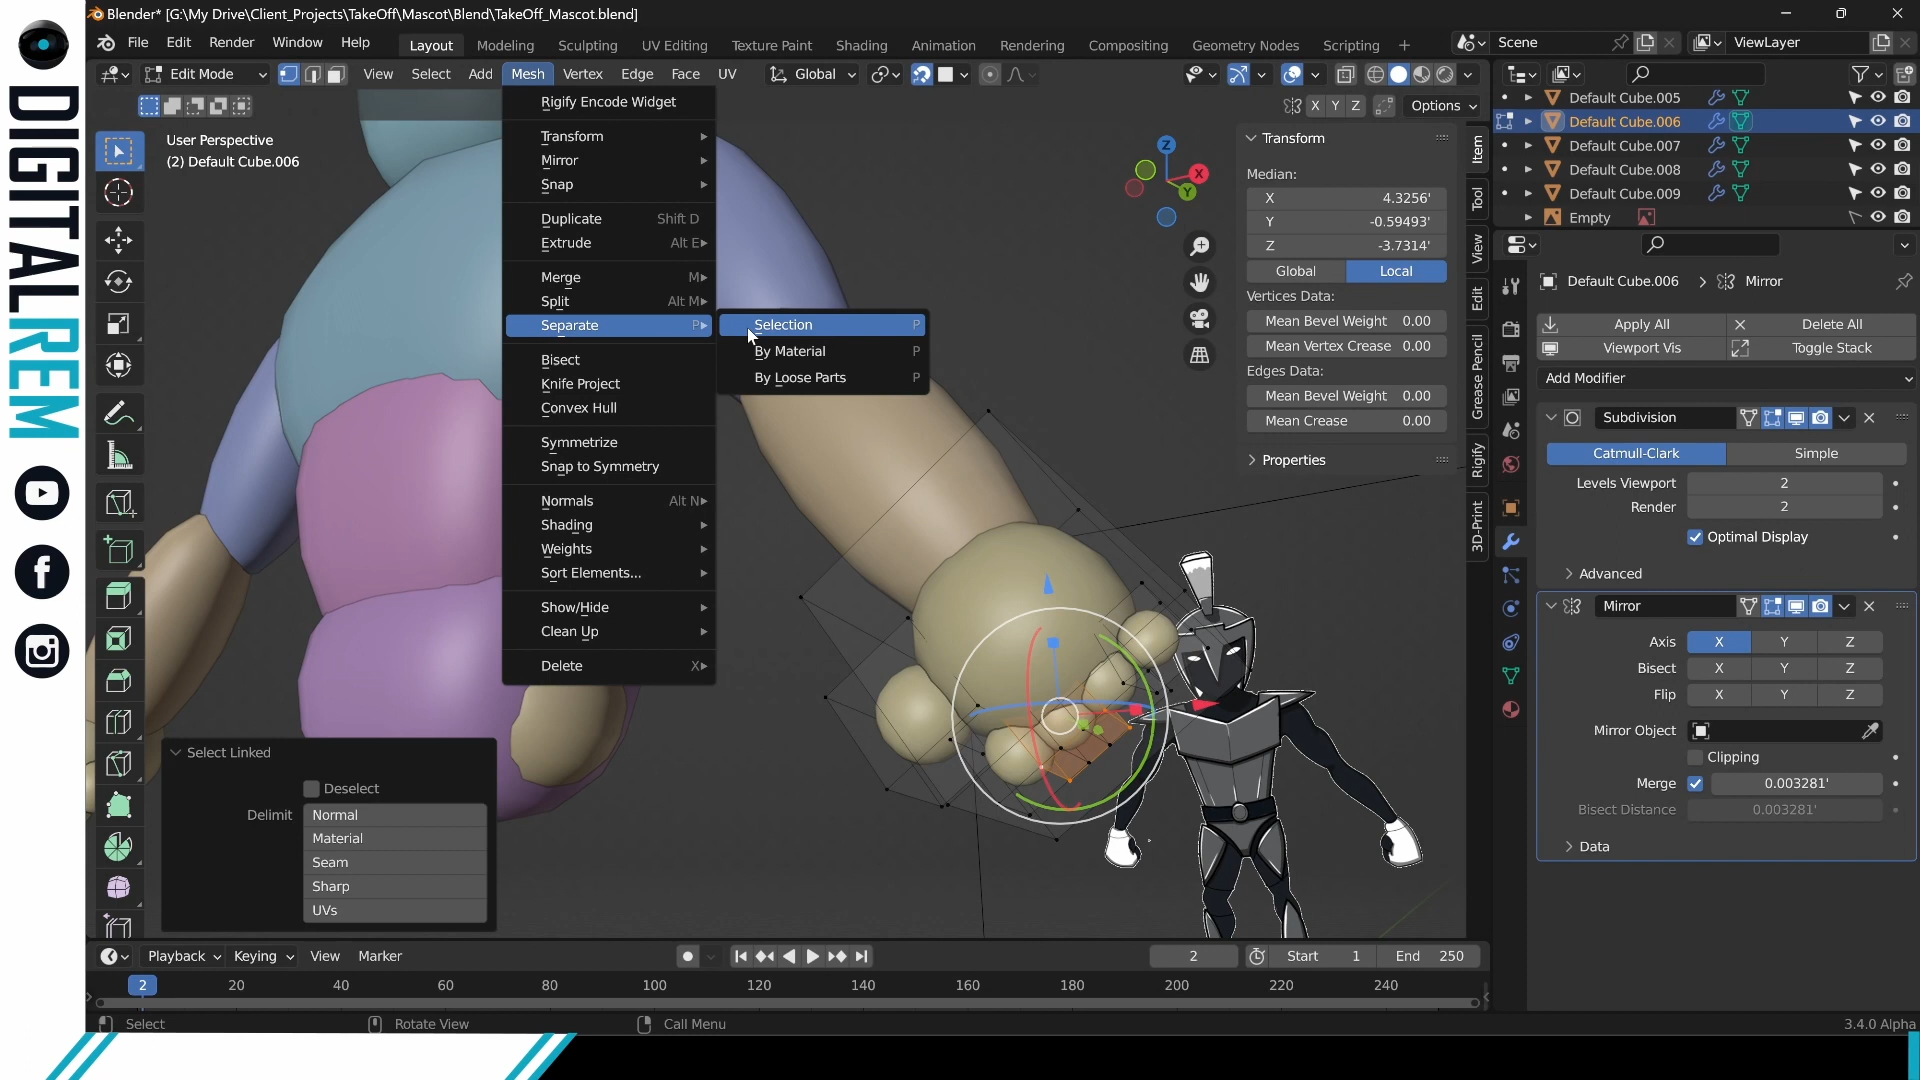 DIGITALREM
Blender* [G:\My Drive\Client_Projects\TakeOff\Mascot\Blend\TakeOff_Mascot.blend]
File Edit Render Window Help Layout Modeling Sculpting UV Editing Texture Paint Shading Animation Rendering Compositing Geometry Nodes Scripting + Scene ViewLayer
Edit Mode View Select Add Mesh Vertex Edge Face UV Global
X Y Z Options
User Perspective
(2) Default Cube.006
Rigify Encode Widget
Transform
Mirror
Snap
Duplicate Shift D
Extrude Alt E
Merge M
Split Alt M
Separate P
Bisect
Knife Project
Convex Hull
Symmetrize
Snap to Symmetry
Normals Alt N
Shading
Weights
Sort Elements...
Show/Hide
Clean Up
Delete X
Selection P
By Material P
By Loose Parts P
Z
X
Y
Transform
Median:
X 4.3256'
Y -0.59493'
Z -3.7314'
Global Local
Vertices Data:
Mean Bevel Weight 0.00
Mean Vertex Crease 0.00
Edges Data:
Mean Bevel Weight 0.00
Mean Crease 0.00
Properties
Item
Tool
View
Edit
Grease Pencil
Rigify
3D-Print
Default Cube.005
Default Cube.006
Default Cube.007
Default Cube.008
Default Cube.009
Empty
Default Cube.006 Mirror
Apply All Delete All
Viewport Vis Toggle Stack
Add Modifier
Subdivision
Catmull-Clark Simple
Levels Viewport 2
Render 2
Optimal Display
Advanced
Mirror
Axis X Y Z
Bisect X Y Z
Flip X Y Z
Mirror Object
Clipping
Merge 0.003281'
Bisect Distance 0.003281'
Data
Select Linked
Deselect
Delimit Normal
Material
Seam
Sharp
UVs
Playback Keying View Marker 2 Start 1 End 250
2 20 40 60 80 100 120 140 160 180 200 220 240
Select Rotate View Call Menu 3.4.0 Alpha